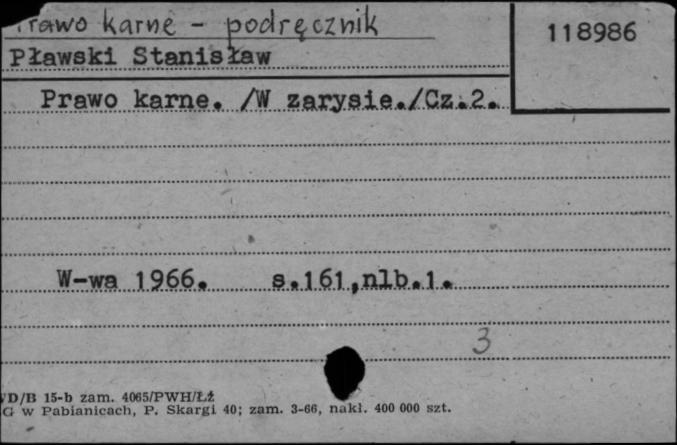 Prawo karne - podręcznik
118986
Pławski Stanisław
Prawo karne. /W zarysie./Cz.2.
W-wa 1966. s.161,nlb.1.
3
D/B 15-b zam. 4065/PWH/Łż
G w Pabianicach, P. Skargi 40; zam. 3-66, nakł. 400 000 szt.